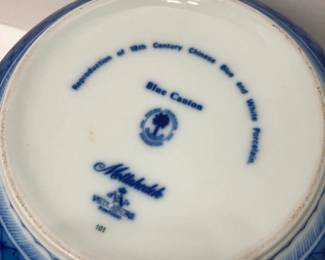 Reproduction of 18th Century Chinese Blue and White Porcelain
Blue Canton
Mottahedeh
101